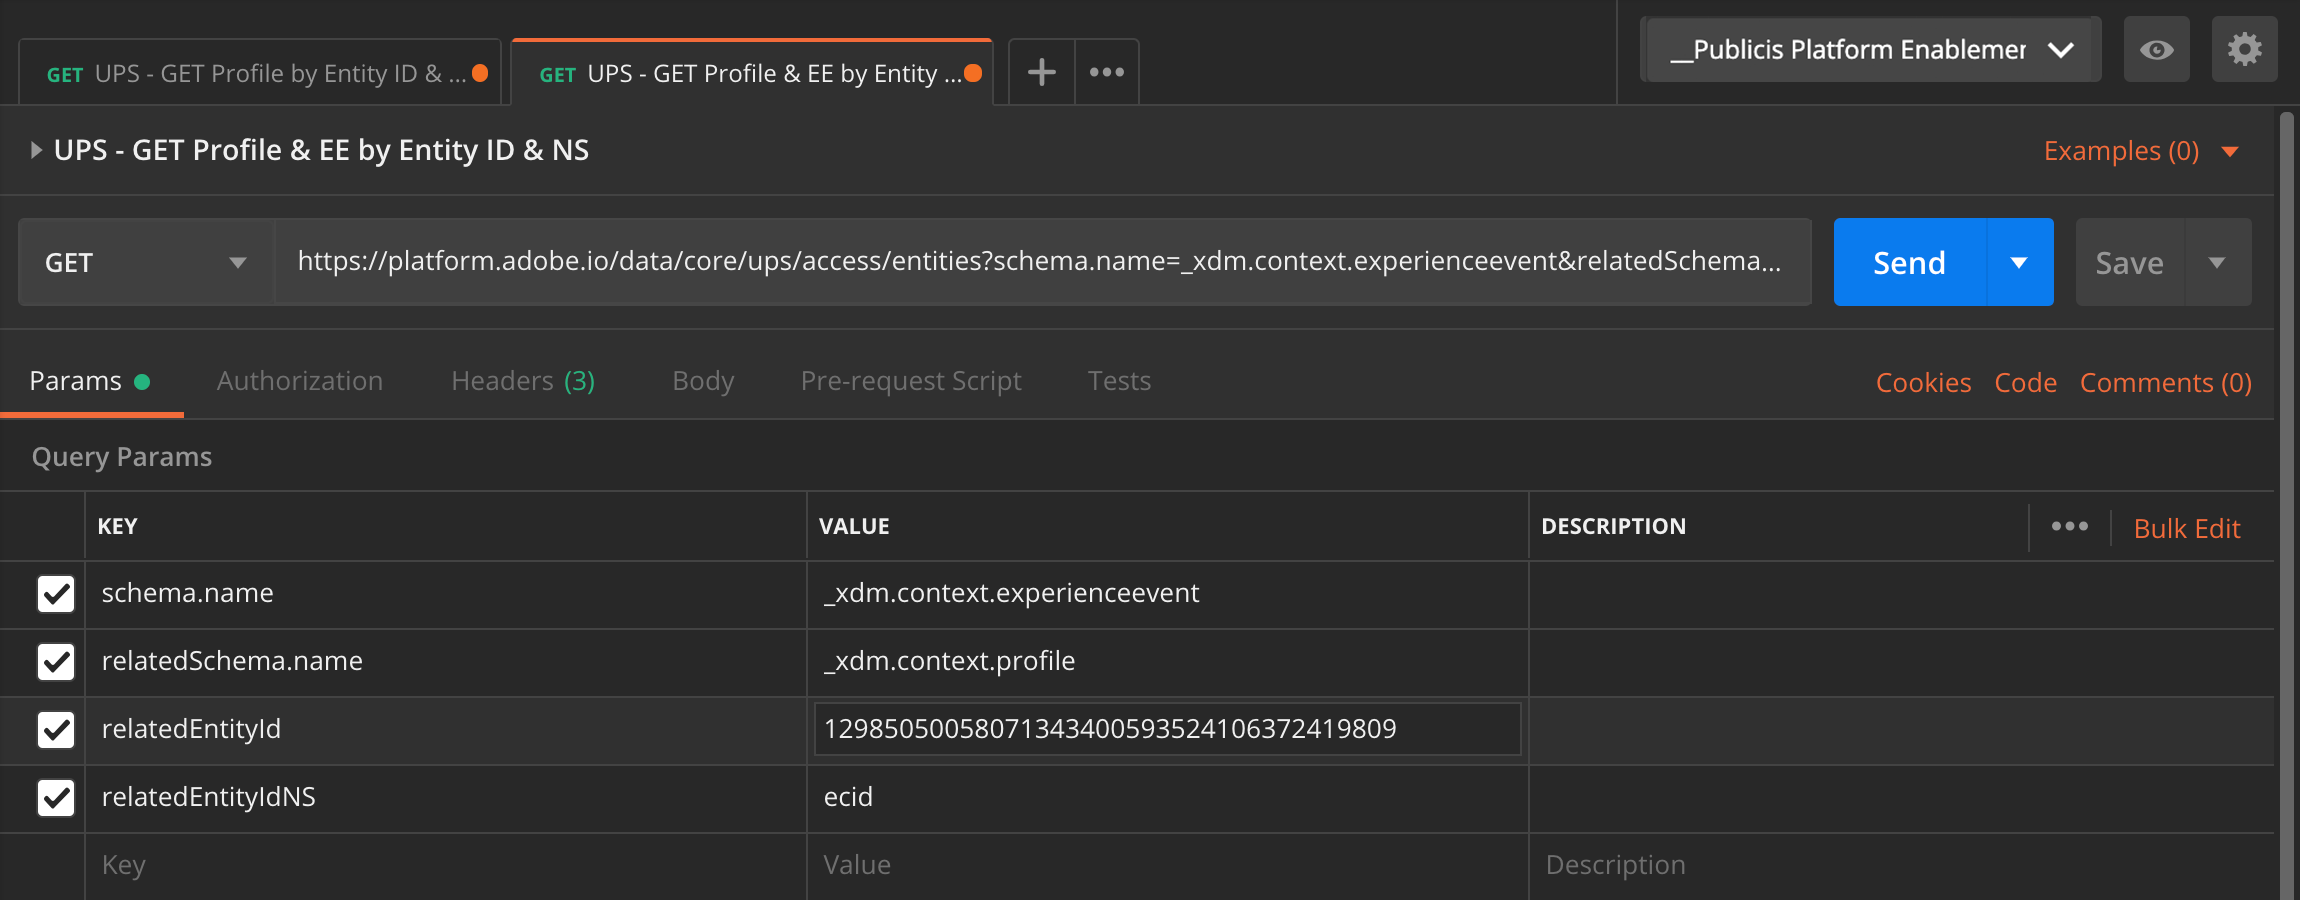 GET UPS - GET Profile by Entity ID & ...
GET UPS - GET Profile & EE by Entity ...
__Publicis Platform Enablemer
UPS - GET Profile & EE by Entity ID & NS
Examples (0)
GET
https://platform.adobe.io/data/core/ups/access/entities?schema.name=_xdm.context.experienceevent&relatedSchema...
Send
Save
Params
Authorization
Headers (3)
Body
Pre-request Script
Tests
Cookies
Code
Comments (0)
Query Params
KEY
VALUE
DESCRIPTION
Bulk Edit
schema.name
_xdm.context.experienceevent
relatedSchema.name
_xdm.context.profile
relatedEntityId
12985050058071343400593524106372419809
relatedEntityIdNS
ecid
Key
Value
Description